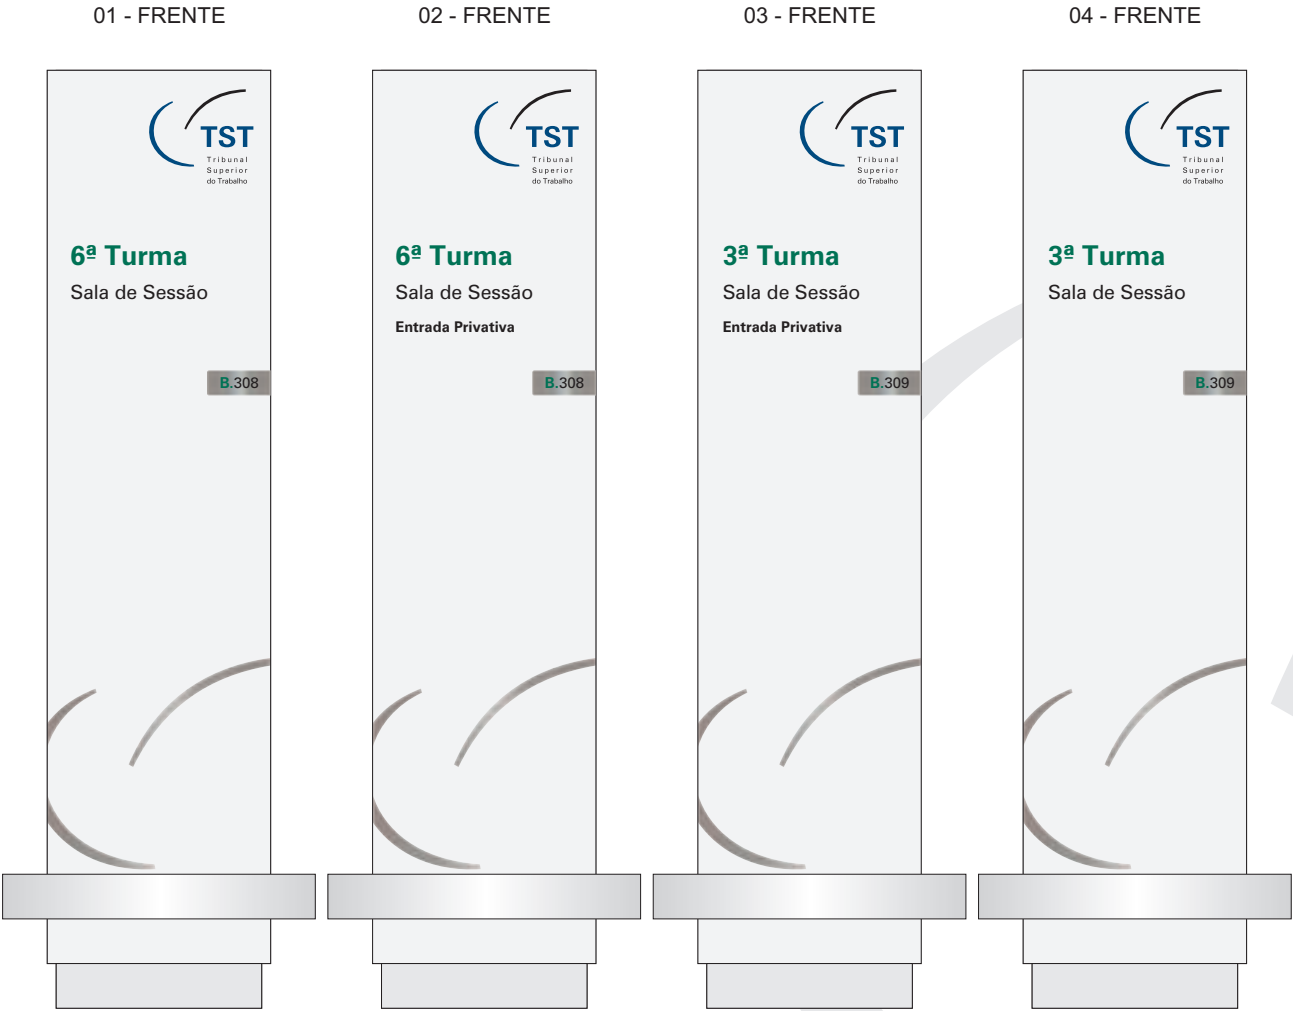 01 - FRENTE
02 - FRENTE
03 - FRENTE
04 - FRENTE
TST
Tribunal
Superior
do Trabalho
6ª Turma
Sala de Sessão
B.308
TST
Tribunal
Superior
do Trabalho
6ª Turma
Sala de Sessão
Entrada Privativa
B.308
TST
Tribunal
Superior
do Trabalho
3ª Turma
Sala de Sessão
Entrada Privativa
B.309
TST
Tribunal
Superior
do Trabalho
3ª Turma
Sala de Sessão
B.309